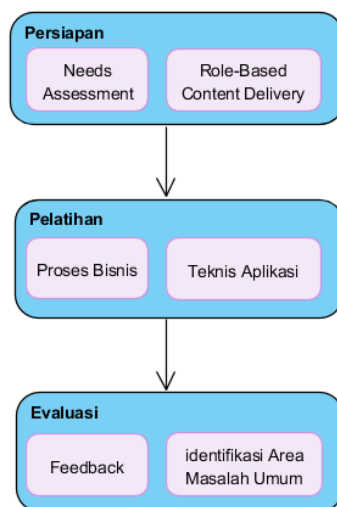 Persiapan
Needs
Assessment
Role-Based
Content Delivery
Pelatihan
Proses Bisnis
Teknis Aplikasi
Evaluasi
Feedback
identifikasi Area
Masalah Umum